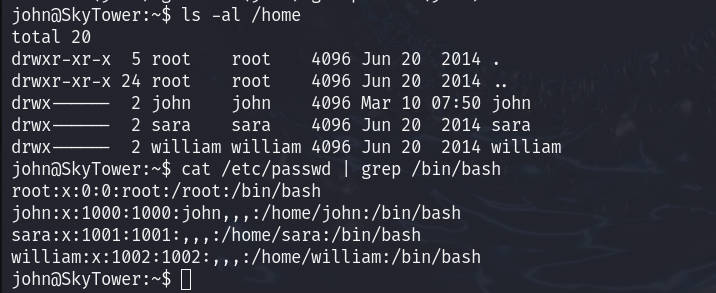 john@SkyTower:~$ ls -al /home
total 20
drwxr-xr-x  5 root    root    4096 Jun 20  2014 .
drwxr-xr-x 24 root    root    4096 Jun 20  2014 ..
drwx------  2 john    john    4096 Mar 10 07:50 john
drwx------  2 sara    sara    4096 Jun 20  2014 sara
drwx------  2 william william 4096 Jun 20  2014 william
john@SkyTower:~$ cat /etc/passwd | grep /bin/bash
root:x:0:0:root:/root:/bin/bash
john:x:1000:1000:john,,,:/home/john:/bin/bash
sara:x:1001:1001:,,,:/home/sara:/bin/bash
william:x:1002:1002:,,,:/home/william:/bin/bash
john@SkyTower:~$